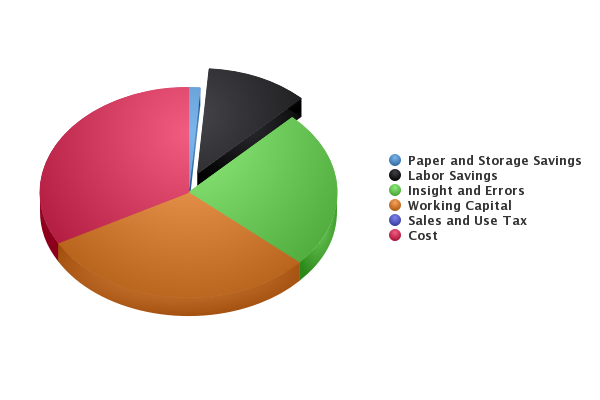 Paper and Storage Savings
Labor Savings
Insight and Errors
Working Capital
Sales and Use Tax
Cost